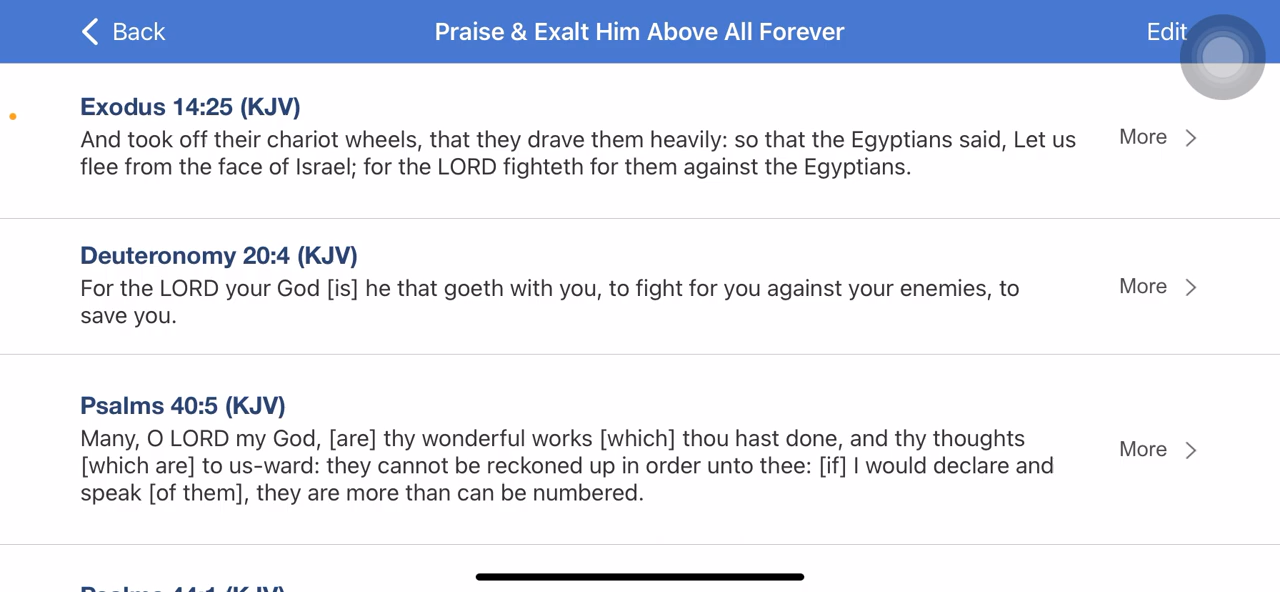 Back
Praise & Exalt Him Above All Forever
Edit
Exodus 14:25 (KJV)
And took off their chariot wheels, that they drave them heavily: so that the Egyptians said, Let us
flee from the face of Israel; for the LORD fighteth for them against the Egyptians.
More
Deuteronomy 20:4 (KJV)
For the LORD your God [is] he that goeth with you, to fight for you against your enemies, to
save you.
More
Psalms 40:5 (KJV)
Many, O LORD my God, [are] thy wonderful works [which] thou hast done, and thy thoughts
[which are] to us-ward: they cannot be reckoned up in order unto thee: [if] I would declare and
speak [of them], they are more than can be numbered.
More
Psalms 44:1 (KJV)